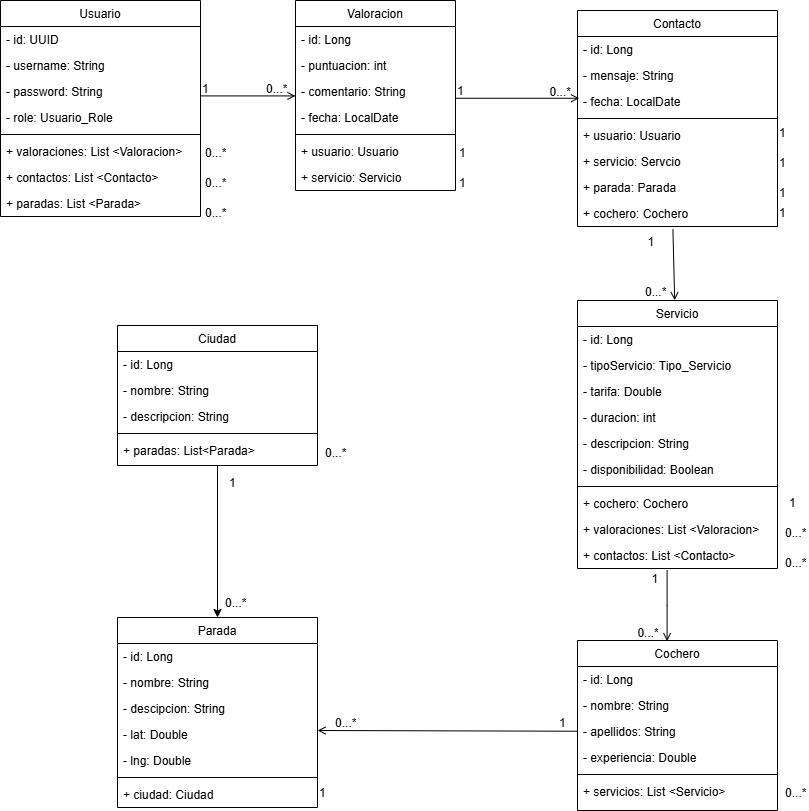 Usuario
- id: UUID
- username: String
- password: String
- role: Usuario_Role
+ valoraciones: List <Valoracion>
0...*
+ contactos: List <Contacto>
0...*
+ paradas: List <Parada>
0...*
1
0...*
Valoracion
- id: Long
- puntuacion: int
- comentario: String
- fecha: LocalDate
+ usuario: Usuario
1
+ servicio: Servicio
1
1
0...*
Contacto
- id: Long
- mensaje: String
- fecha: LocalDate
+ usuario: Usuario
1
+ servicio: Servcio
1
+ parada: Parada
1
+ cochero: Cochero
1
1
0...*
Servicio
- id: Long
- tipoServicio: Tipo_Servicio
- tarifa: Double
- duracion: int
- descripcion: String
- disponibilidad: Boolean
+ cochero: Cochero
1
+ valoraciones: List <Valoracion>
0...*
+ contactos: List <Contacto>
0...*
1
0...*
Ciudad
- id: Long
- nombre: String
- descripcion: String
+ paradas: List<Parada>
0...*
1
0...*
Parada
- id: Long
- nombre: String
- descipcion: String
- lat: Double
- lng: Double
+ ciudad: Ciudad
1
0...*
1
Cochero
- id: Long
- nombre: String
- apellidos: String
- experiencia: Double
+ servicios: List <Servicio>
0...*